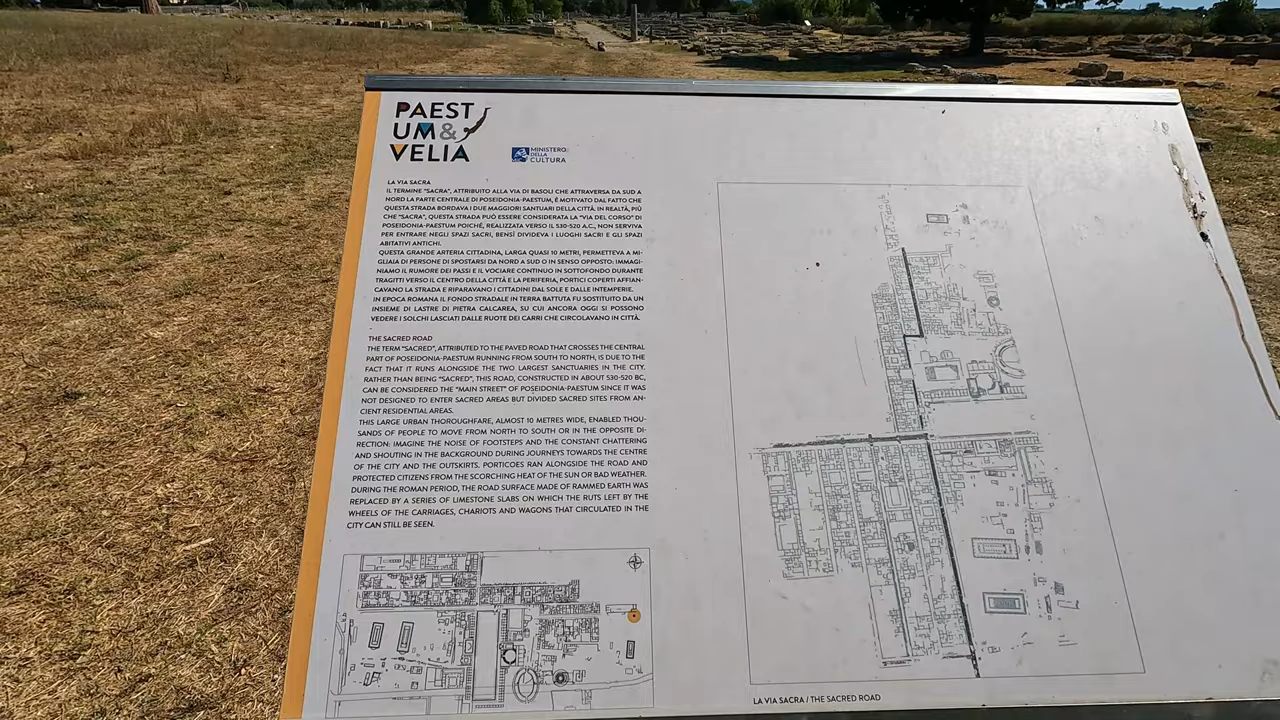 PAEST
UM&
VELIA
MINISTERO
DELLA
CULTURA
LA VIA SACRA
IL TERMINE "SACRA", ATTRIBUITO ALLA VIA DI BASOLI CHE ATTRAVERSA DA SUD A
NORD LA PARTE CENTRALE DI POSEIDONIA-PAESTUM, È MOTIVATO DAL FATTO CHE
QUESTA STRADA BORDAVA I DUE MAGGIORI SANTUARI DELLA CITTÀ. IN REALTÀ, PIÙ
CHE "SACRA", QUESTA STRADA PUÒ ESSERE CONSIDERATA LA "VIA DEL CORSO" DI
POSEIDONIA-PAESTUM POICHÉ, REALIZZATA VERSO IL 530-520 A.C., NON SERVIVA
PER ENTRARE NEGLI SPAZI SACRI, BENSÌ DIVIDEVA I LUOGHI SACRI E GLI SPAZI
ABITATIVI ANTICHI.
QUESTA GRANDE ARTERIA CITTADINA, LARGA QUASI 10 METRI, PERMETTEVA A MI-
GLIAIA DI PERSONE DI SPOSTARSI DA NORD A SUD O IN SENSO OPPOSTO: IMMAGI-
NIAMO IL RUMORE DEI PASSI E IL VOCIARE CONTINUO IN SOTTOFONDO DURANTE
TRAGITTI VERSO IL CENTRO DELLA CITTÀ E LA PERIFERIA, PORTICI COPERTI AFFIAN-
CAVANO LA STRADA E RIPARAVANO I CITTADINI DAL SOLE E DALLE INTEMPERIE.
IN EPOCA ROMANA IL FONDO STRADALE IN TERRA BATTUTA FU SOSTITUITO DA UN
INSIEME DI LASTRE DI PIETRA CALCAREA, SU CUI ANCORA OGGI SI POSSONO
VEDERE I SOLCHI LASCIATI DALLE RUOTE DEI CARRI CHE CIRCOLAVANO IN CITTÀ.
-
THE SACRED ROAD
THE TERM "SACRED", ATTRIBUTED TO THE PAVED ROAD THAT CROSSES THE CENTRAL
PART OF POSEIDONIA-PAESTUM RUNNING FROM SOUTH TO NORTH, IS DUE TO THE
FACT THAT IT RUNS ALONGSIDE THE TWO LARGEST SANCTUARIES IN THE CITY.
RATHER THAN BEING "SACRED", THIS ROAD, CONSTRUCTED IN ABOUT 530-520 BC,
CAN BE CONSIDERED THE "MAIN STREET" OF POSEIDONIA-PAESTUM SINCE IT WAS
NOT DESIGNED TO ENTER SACRED AREAS BUT DIVIDED SACRED SITES FROM AN-
CIENT RESIDENTIAL AREAS.
THIS LARGE URBAN THOROUGHFARE, ALMOST 10 METRES WIDE, ENABLED THOU-
SANDS OF PEOPLE TO MOVE FROM NORTH TO SOUTH OR IN THE OPPOSITE DI-
RECTION: IMAGINE THE NOISE OF FOOTSTEPS AND THE CONSTANT CHATTERING
AND SHOUTING IN THE BACKGROUND DURING JOURNEYS TOWARDS THE CENTRE
OF THE CITY AND THE OUTSKIRTS. PORTICOES RAN ALONGSIDE THE ROAD AND
PROTECTED CITIZENS FROM THE SCORCHING HEAT OF THE SUN OR BAD WEATHER.
DURING THE ROMAN PERIOD, THE ROAD SURFACE MADE OF RAMMED EARTH WAS
REPLACED BY A SERIES OF LIMESTONE SLABS ON WHICH THE RUTS LEFT BY THE
WHEELS OF THE CARRIAGES, CHARIOTS AND WAGONS THAT CIRCULATED IN THE
CITY CAN STILL BE SEEN.
LA VIA SACRA / THE SACRED ROAD